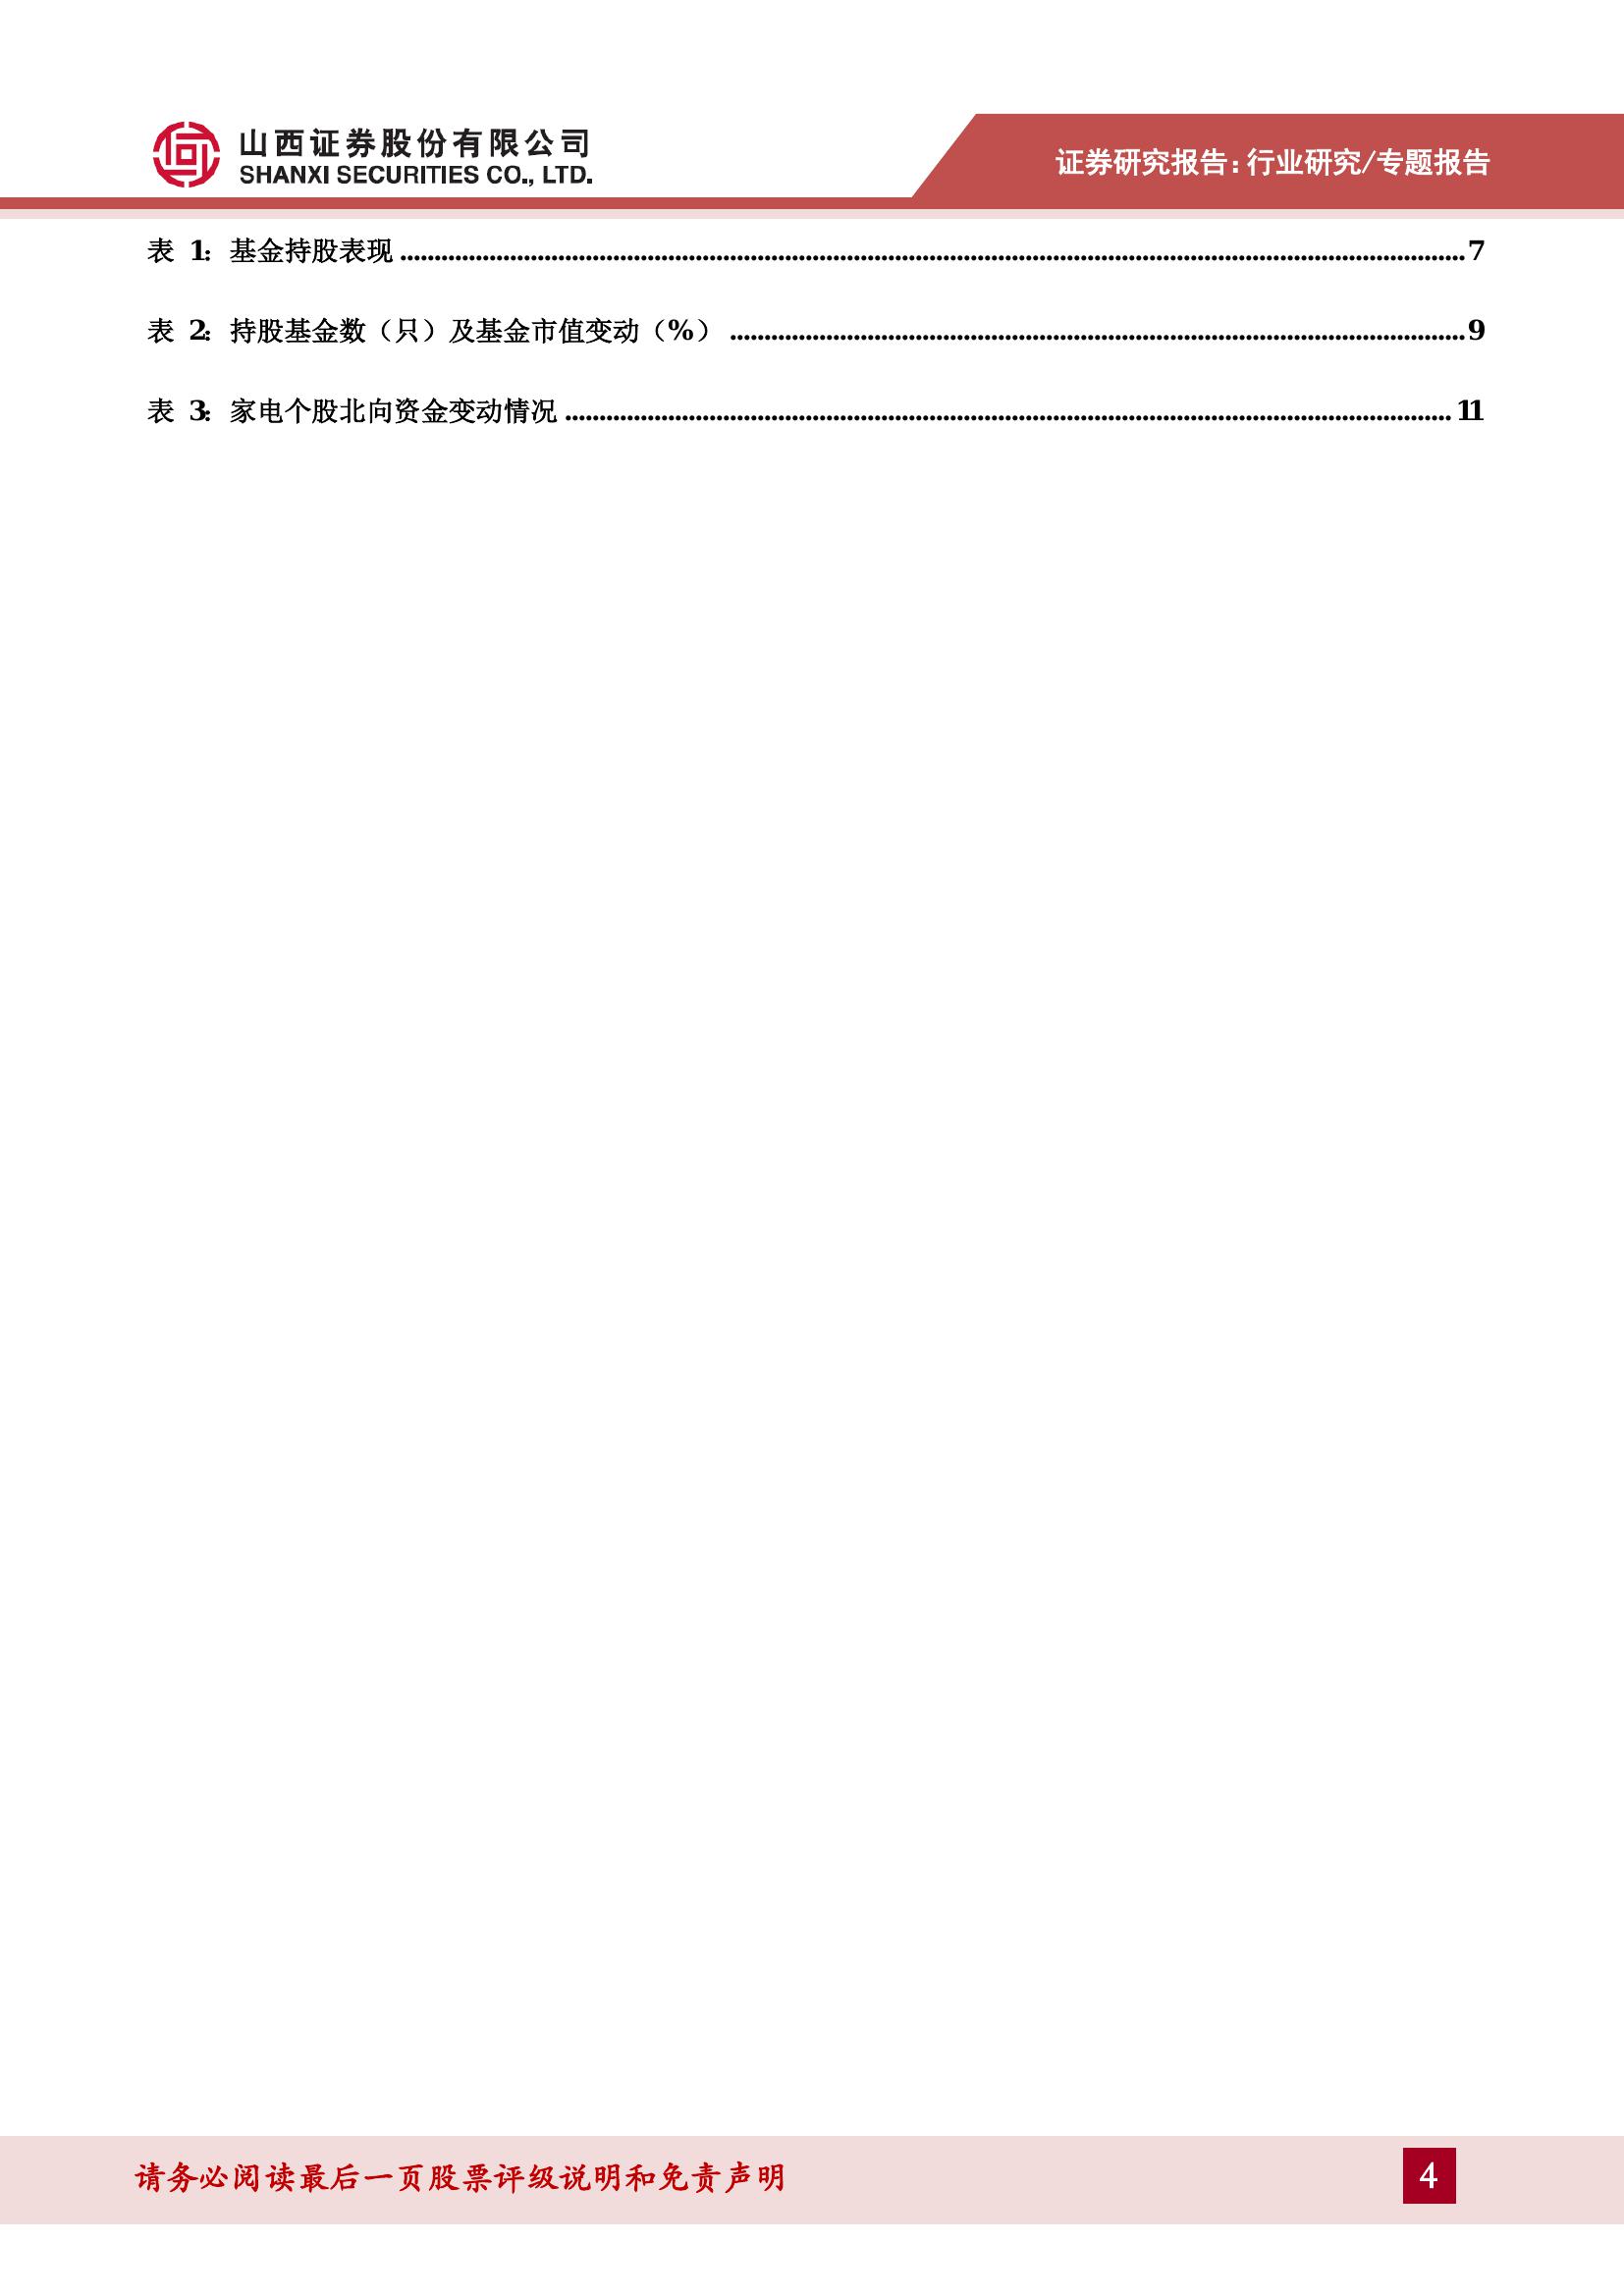 山西证券股份有限公司
SHANXI SECURITIES CO., LTD.
证券研究报告：行业研究/专题报告
表 1： 基金持股表现 ........................................................................................................................................................ 7
表 2： 持股基金数（只）及基金市值变动（%） ......................................................................................................... 9
表 3： 家电个股北向资金变动情况 ............................................................................................................................... 11
请务必阅读最后一页股票评级说明和免责声明
4